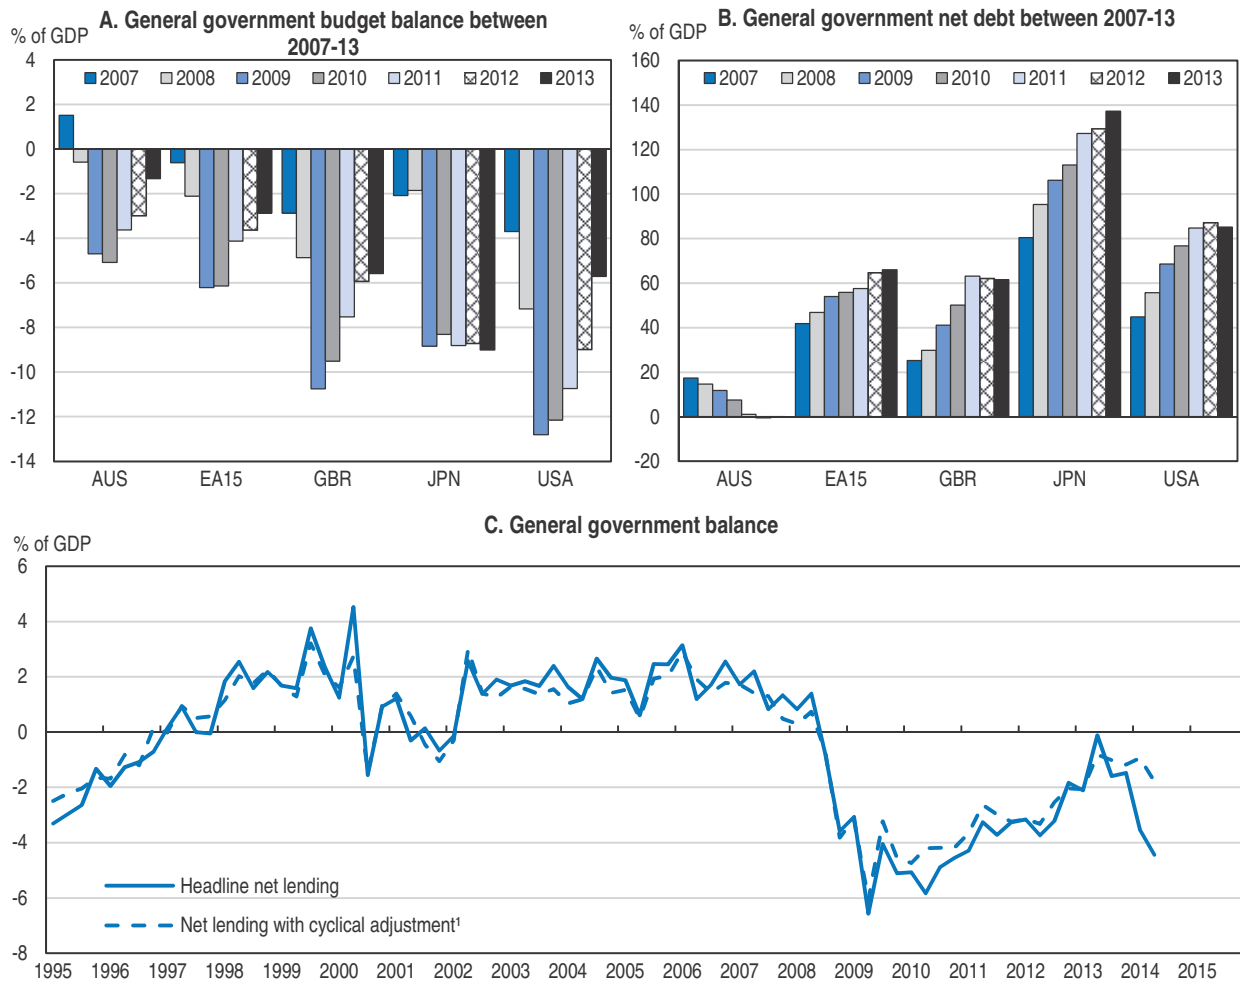 A. General government budget balance between
2007-13
% of GDP
4
2
0
-2
-4
-6
-8
-10
-12
-14
2007 2008 2009 2010 2011 2012 2013
AUS EA15 GBR JPN USA
B. General government net debt between 2007-13
% of GDP
160
140
120
100
80
60
40
20
0
-20
2007 2008 2009 2010 2011 2012 2013
AUS EA15 GBR JPN USA
C. General government balance
% of GDP
6
4
2
0
-2
-4
-6
-8
Headline net lending
Net lending with cyclical adjustment¹
1995 1996 1997 1998 1999 2000 2001 2002 2003 2004 2005 2006 2007 2008 2009 2010 2011 2012 2013 2014 2015